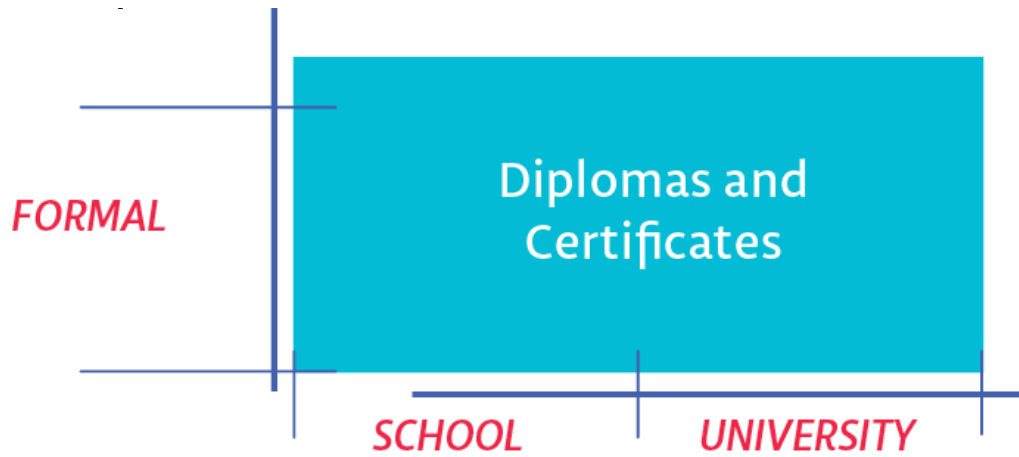 Diplomas and
Certificates
FORMAL
SCHOOL
UNIVERSITY